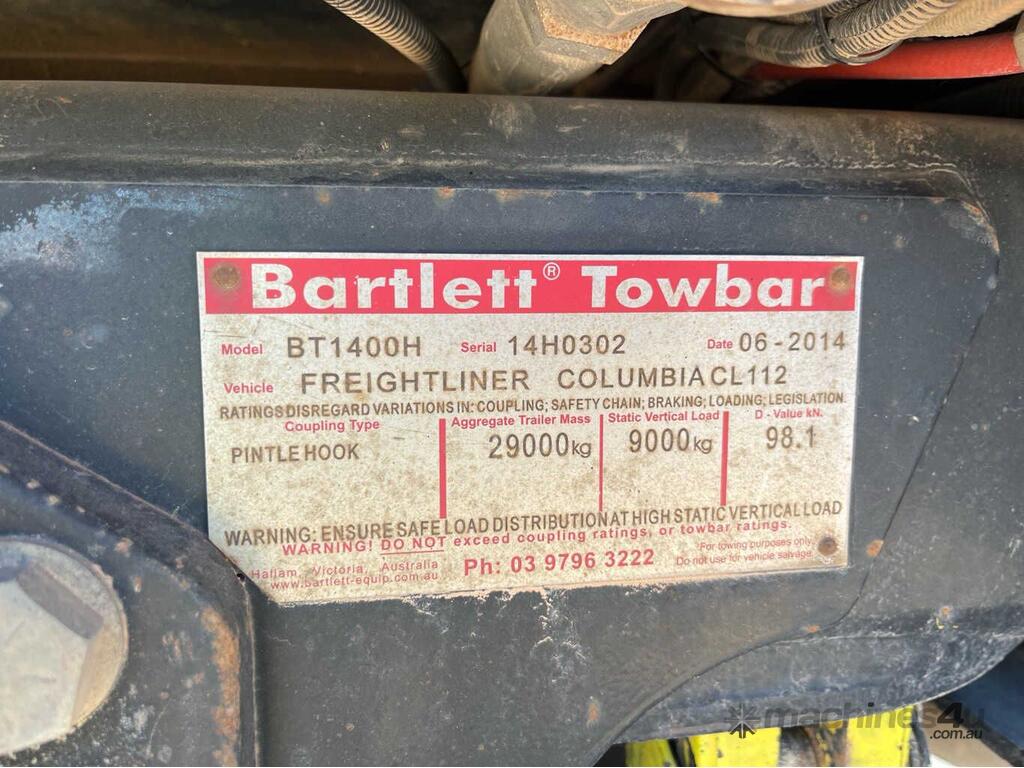 Bartlett® Towbar
Model BT1400H Serial 14H0302 Date 06-2014
Vehicle FREIGHTLINER COLUMBIA CL112
RATINGS DISREGARD VARIATIONS IN: COUPLING; SAFETY CHAIN; BRAKING; LOADING; LEGISLATION.
Coupling Type Aggregate Trailer Mass Static Vertical Load D - Value kN.
PINTLE HOOK 29000kg 9000kg 98.1
WARNING: ENSURE SAFE LOAD DISTRIBUTION AT HIGH STATIC VERTICAL LOAD
WARNING! DO NOT exceed coupling ratings, or towbar ratings.
Hallam, Victoria, Australia
www.bartlett-equip.com.au
Ph: 03 9796 3222
*For towing purposes only.
Do not use for vehicle salvage.
machines4u
.com.au